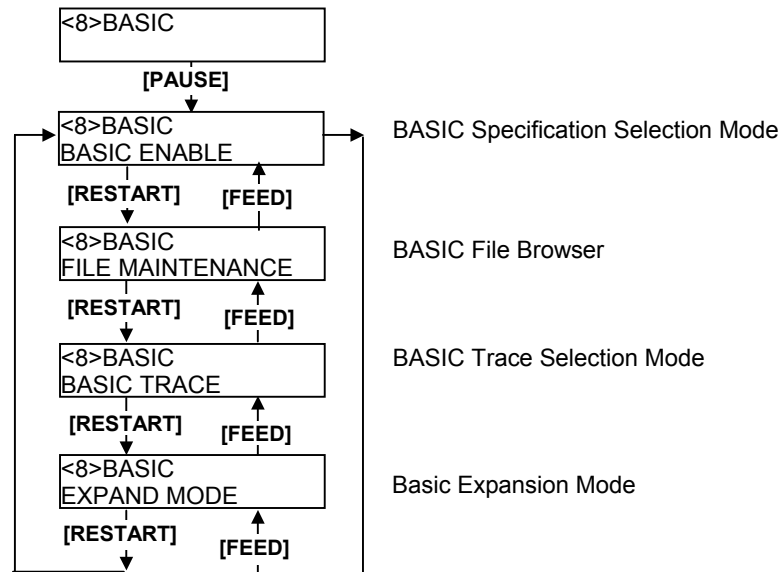 <8>BASIC
[PAUSE]
<8>BASIC
BASIC ENABLE
BASIC Specification Selection Mode
[RESTART] [FEED]
<8>BASIC
FILE MAINTENANCE
BASIC File Browser
[RESTART] [FEED]
<8>BASIC
BASIC TRACE
BASIC Trace Selection Mode
[RESTART] [FEED]
<8>BASIC
EXPAND MODE
Basic Expansion Mode
[RESTART] [FEED]